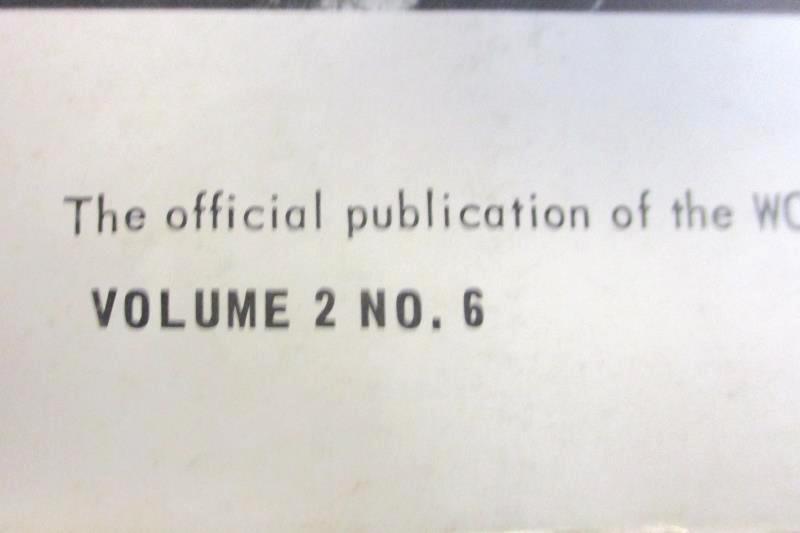 The official publication of the
VOLUME 2 NO. 6